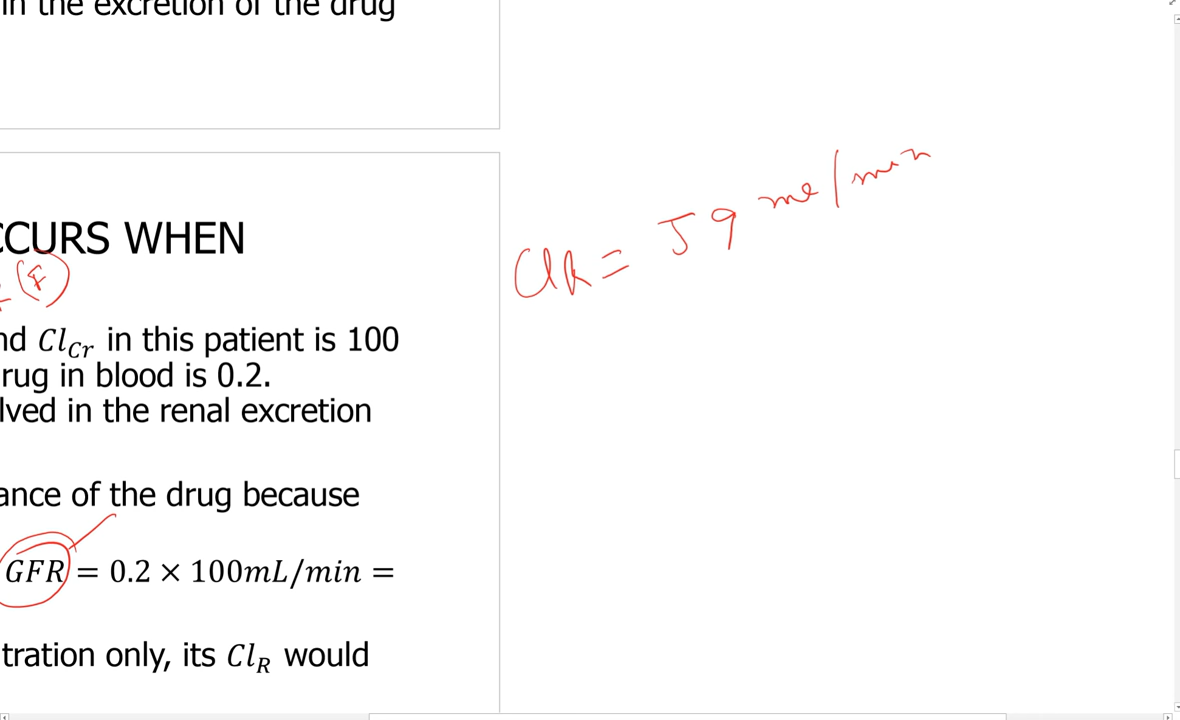 in the excretion of the drug
ClR = 59 ml/min
CCURS WHEN
(F)
nd Cl_Cr in this patient is 100
rug in blood is 0.2.
lved in the renal excretion
ance of the drug because
GFR = 0.2 × 100mL/min =
tration only, its Cl_R would